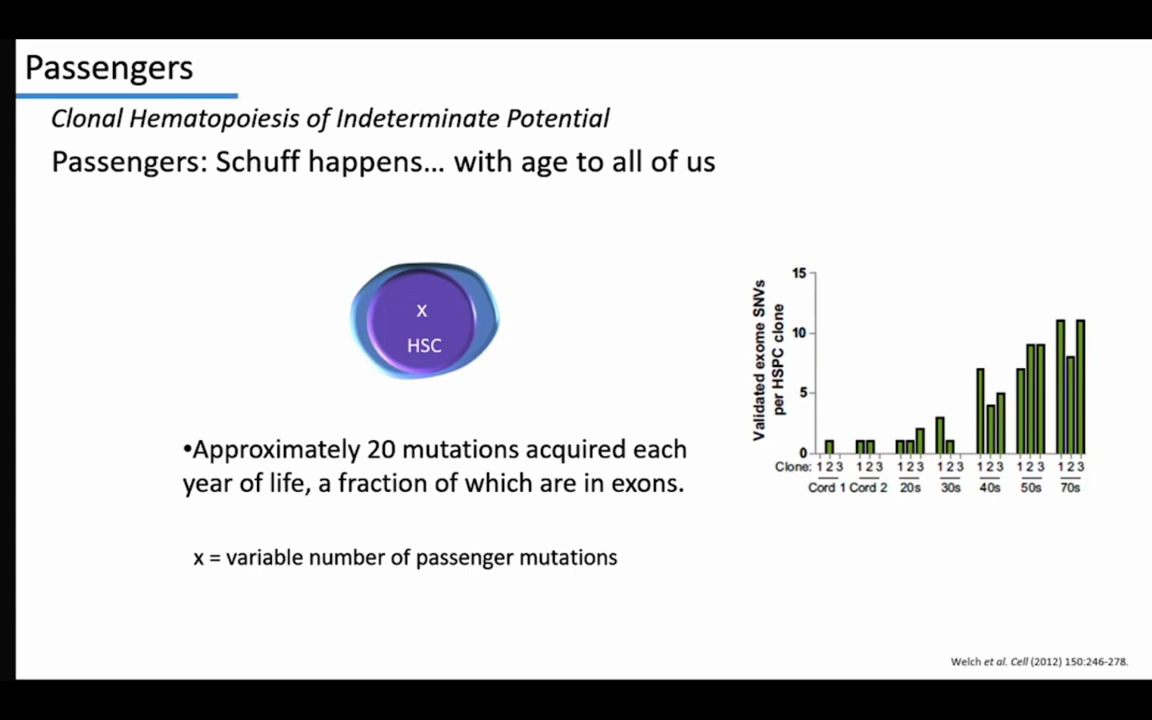 Passengers
Clonal Hematopoiesis of Indeterminate Potential
Passengers: Schuff happens... with age to all of us
x
HSC
•Approximately 20 mutations acquired each
year of life, a fraction of which are in exons.
x = variable number of passenger mutations
Validated exome SNVs
per HSPC clone
15
10
5
0
Clone: 1 2 3 1 2 3 1 2 3 1 2 3 1 2 3 1 2 3 1 2 3
Cord 1 Cord 2 20s 30s 40s 50s 70s
Welch et al. Cell (2012) 150:246-278.